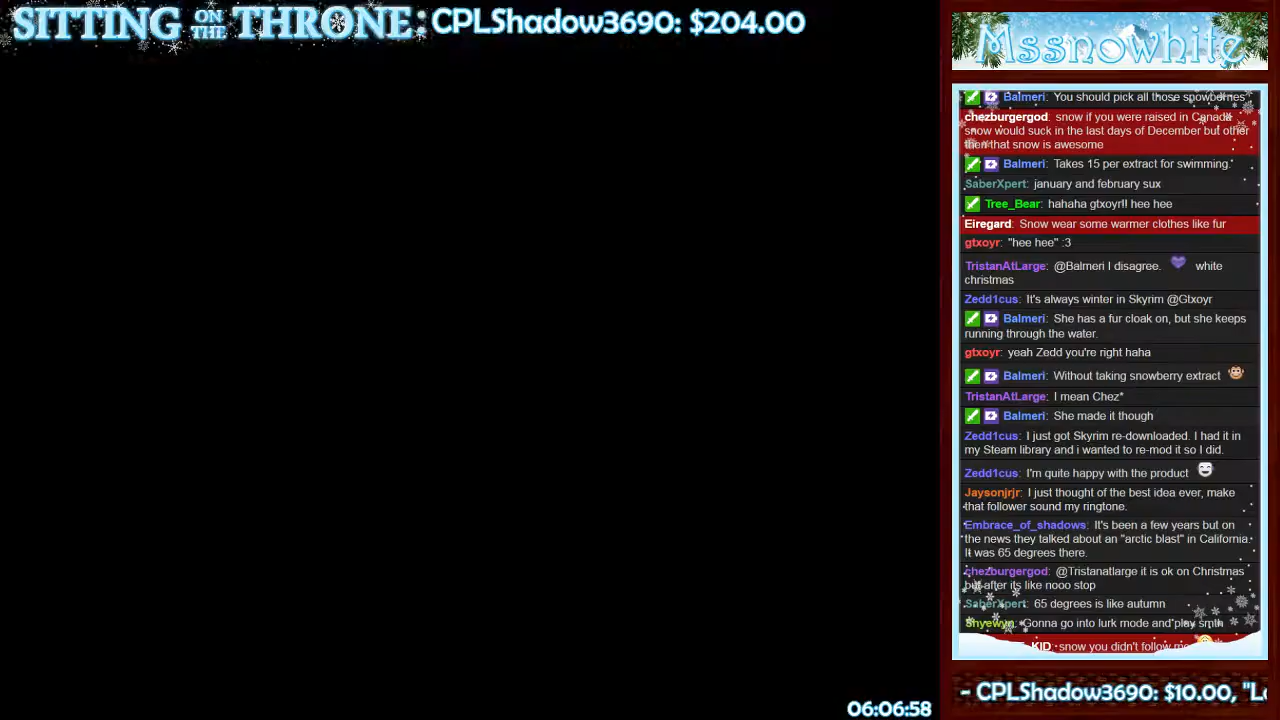 SITTING ON THE THRONE: CPLShadow3690: $204.00
Mssnowhite
Balmeri: You should pick all those snowberries
chezburgergod: snow if you were raised in Canada
snow would suck in the last days of December but other
then that snow is awesome
Balmeri: Takes 15 per extract for swimming.
SaberXpert: january and february sux
Tree_Bear: hahaha gtxoyr!! hee hee
Eiregard: Snow wear some warmer clothes like fur
gtxoyr: "hee hee" :3
TristanAtLarge: @Balmeri I disagree. white
christmas
Zedd1cus: It's always winter in Skyrim @Gtxoyr
Balmeri: She has a fur cloak on, but she keeps
running through the water.
gtxoyr: yeah Zedd you're right haha
Balmeri: Without taking snowberry extract
TristanAtLarge: I mean Chez*
Balmeri: She made it though
Zedd1cus: I just got Skyrim re-downloaded. I had it in
my Steam library and i wanted to re-mod it so I did.
Zedd1cus: I'm quite happy with the product
Jaysonjrjr: I just thought of the best idea ever, make
that follower sound my ringtone.
Embrace_of_shadows: It's been a few years but on
the news they talked about an "arctic blast" in California.
It was 65 degrees there.
chezburgergod: @Tristanatlarge it is ok on Christmas
but after its like nooo stop
SaberXpert: 65 degrees is like autumn
Shyewyn: Gonna go into lurk mode and play smth
KID: snow you didn't follow me
- CPLShadow3690: $10.00, "L
06:06:58